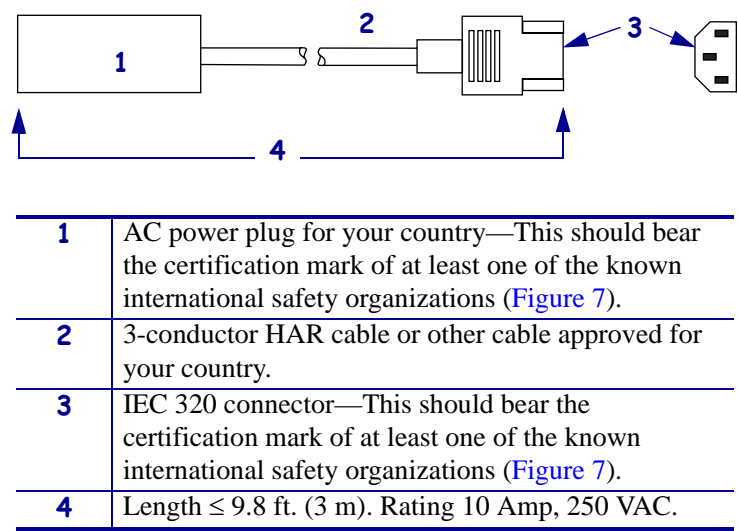 2
3
1
4
1 AC power plug for your country—This should bear
the certification mark of at least one of the known
international safety organizations (Figure 7).
2 3-conductor HAR cable or other cable approved for
your country.
3 IEC 320 connector—This should bear the
certification mark of at least one of the known
international safety organizations (Figure 7).
4 Length ≤ 9.8 ft. (3 m). Rating 10 Amp, 250 VAC.